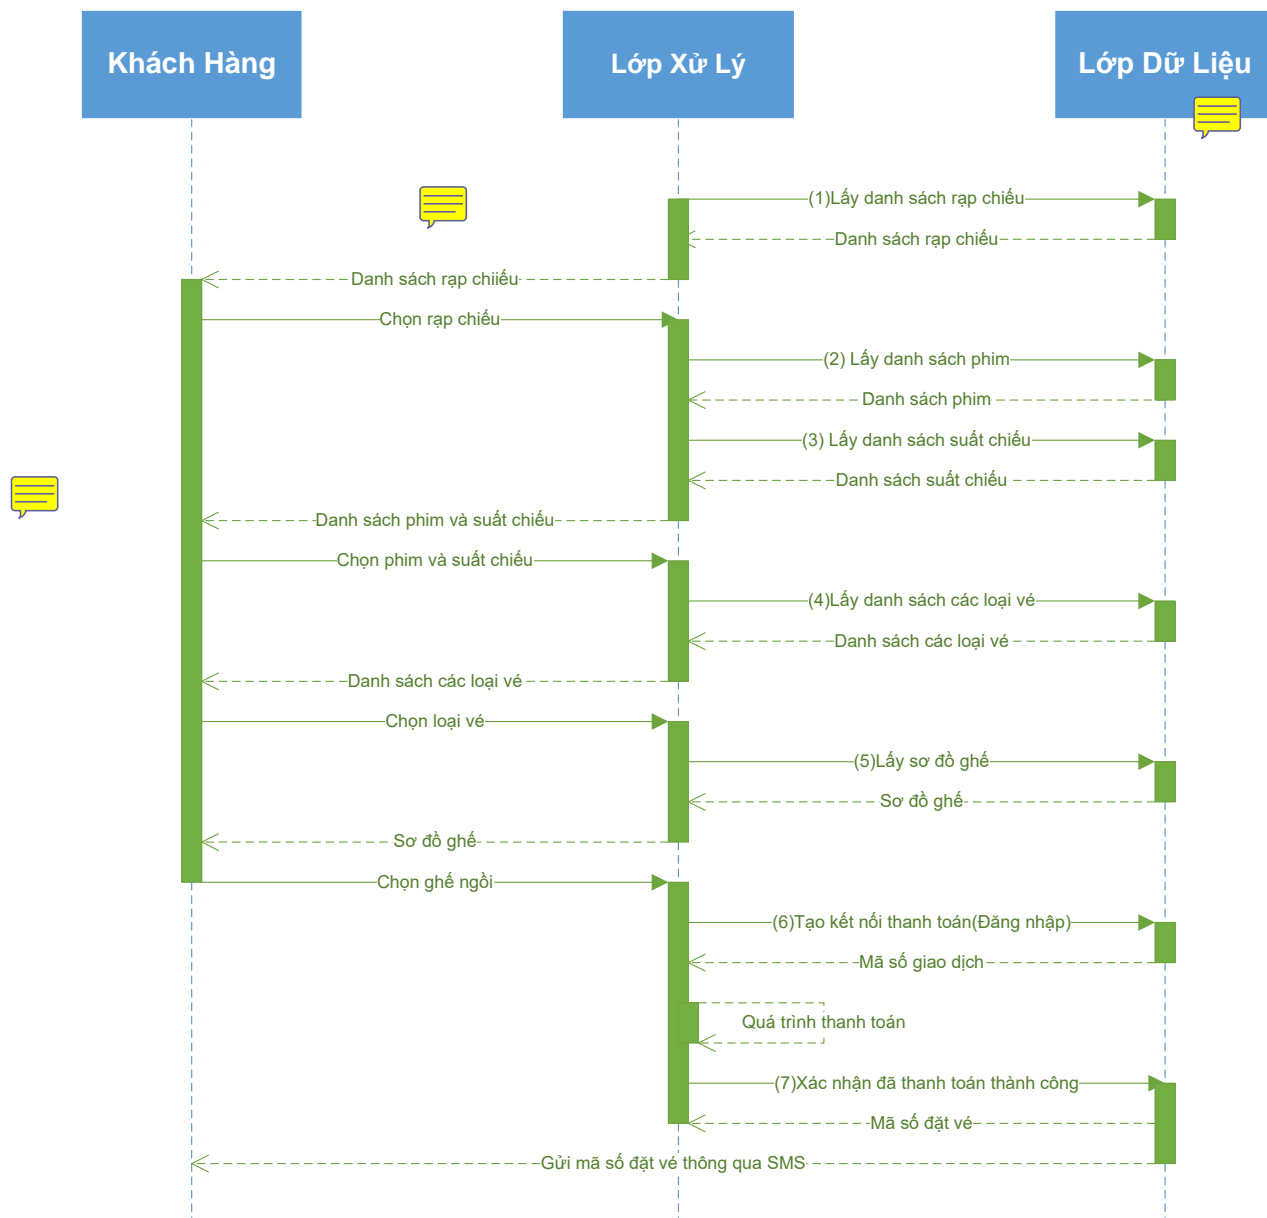 Khách Hàng
Lớp Xử Lý
Lớp Dữ Liệu
(1)Lấy danh sách rạp chiếu
Danh sách rạp chiếu
Danh sách rạp chiiếu
Chọn rạp chiếu
(2) Lấy danh sách phim
Danh sách phim
(3) Lấy danh sách suất chiếu
Danh sách suất chiếu
Danh sách phim và suất chiếu
Chọn phim và suất chiếu
(4)Lấy danh sách các loại vé
Danh sách các loại vé
Danh sách các loại vé
Chọn loại vé
(5)Lấy sơ đồ ghế
Sơ đồ ghế
Sơ đồ ghế
Chọn ghế ngồi
(6)Tạo kết nối thanh toán(Đăng nhập)
Mã số giao dịch
Quá trình thanh toán
(7)Xác nhận đã thanh toán thành công
Mã số đặt vé
Gửi mã số đặt vé thông qua SMS